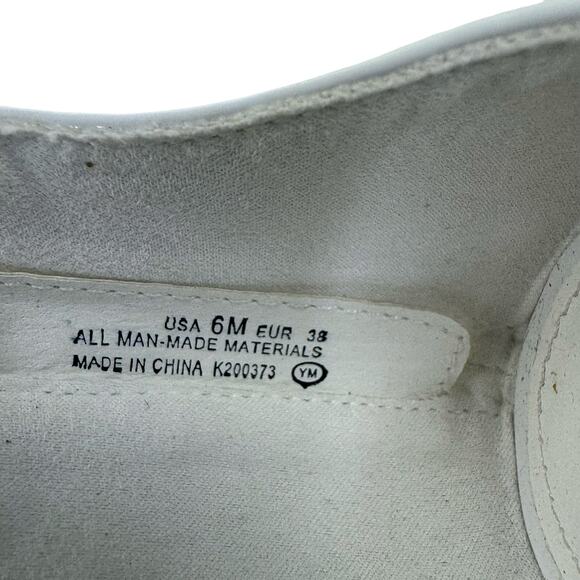 USA 6M EUR 38
ALL MAN-MADE MATERIALS
MADE IN CHINA K200373 YM